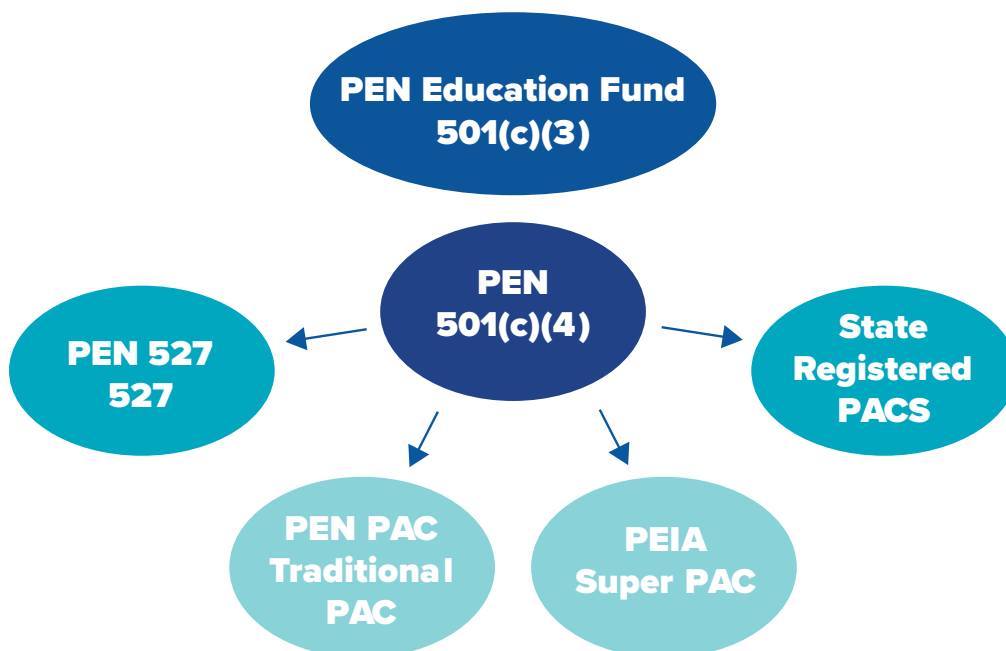 PEN Education Fund
501(c)(3)
PEN
501(c)(4)
PEN 527
527
State
Registered
PACS
PEN PAC
Traditional
PAC
PEIA
Super PAC